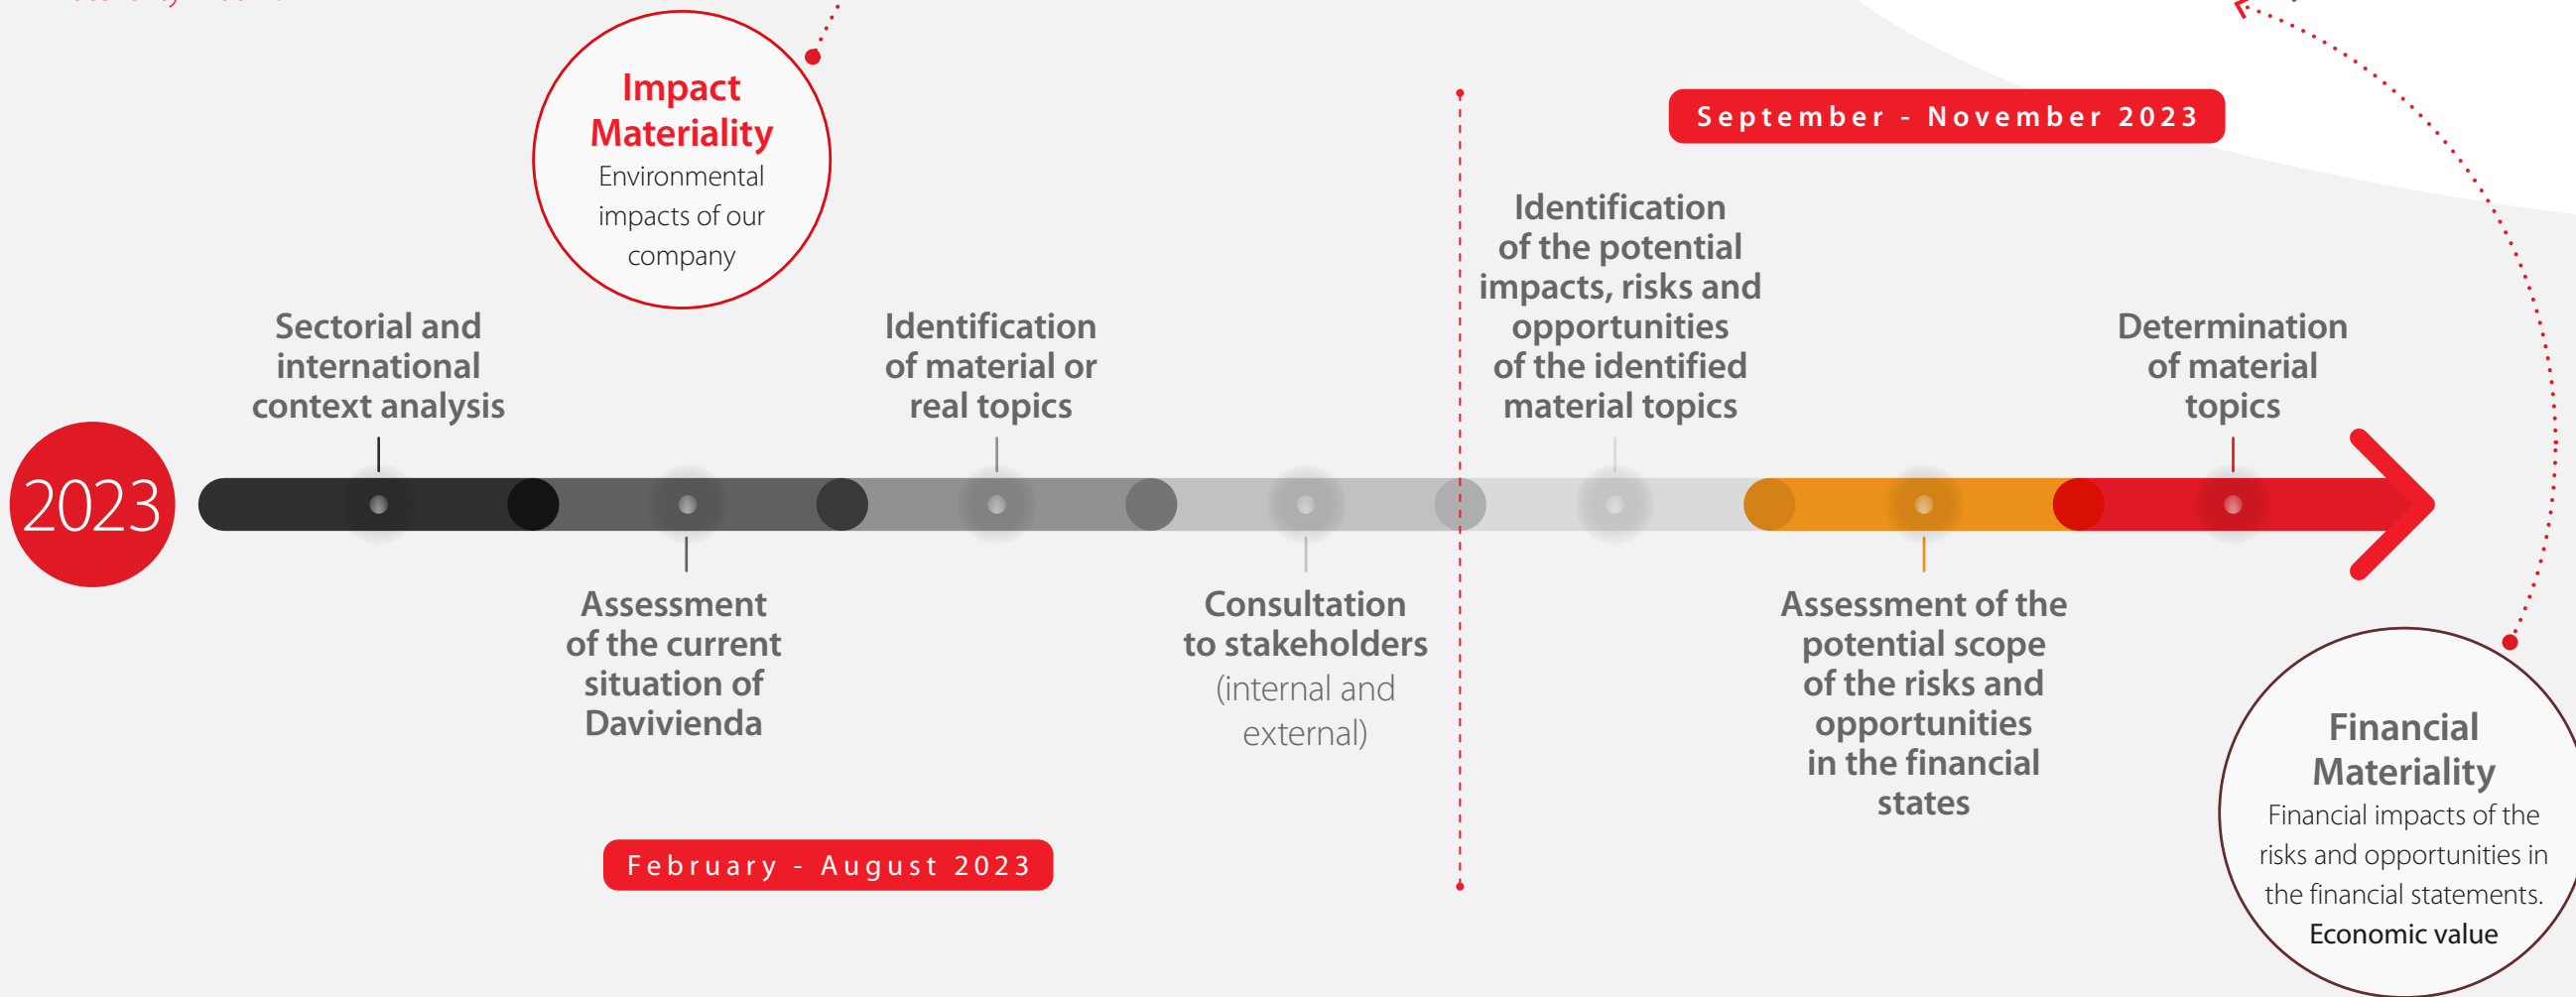 Impact
Materiality
Environmental
impacts of our
company
September - November 2023
Sectorial and
international
context analysis
Identification
of material or
real topics
Identification
of the potential
impacts, risks and
opportunities
of the identified
material topics
Determination
of material
topics
2023
Assessment
of the current
situation of
Davivienda
Consultation
to stakeholders
(internal and
external)
Assessment of the
potential scope
of the risks and
opportunities
in the financial
states
February - August 2023
Financial
Materiality
Financial impacts of the
risks and opportunities in
the financial statements.
Economic value